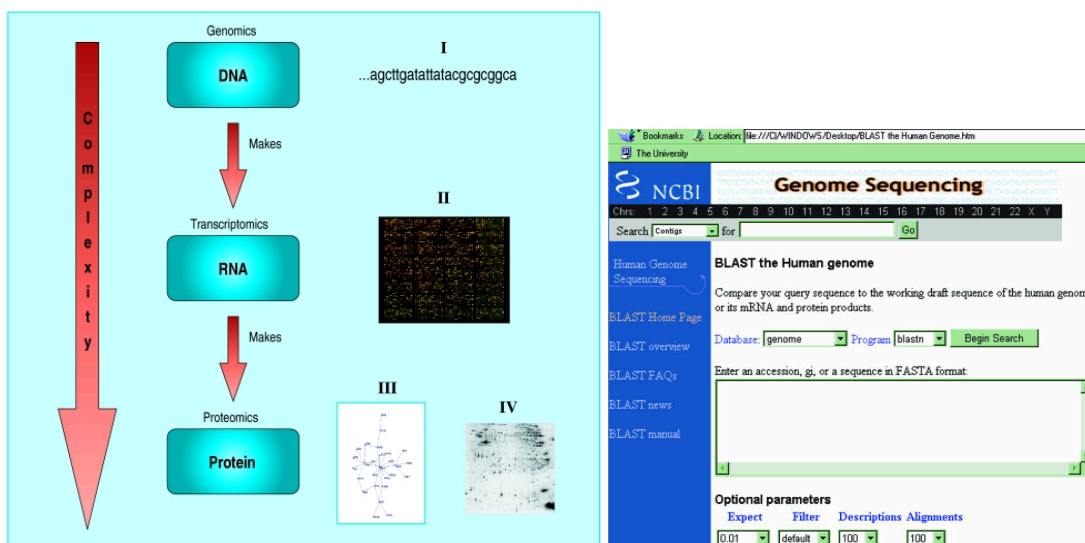 Genomics
DNA
I
...agcttgatattatacgcgcggca
Complexity
Makes
Transcriptomics
RNA
II
Makes
Proteomics
Protein
III
IV
Bookmarks Location: file:///C|/WINDOWS/Desktop/BLAST the Human Genome.htm
The University
NCBI
Genome Sequencing
Chrs: 1 2 3 4 5 6 7 8 9 10 11 12 13 14 15 16 17 18 19 20 21 22 X Y
Search Contigs for Go
Human Genome
Sequencing
BLAST Home Page
BLAST overview
BLAST FAQs
BLAST news
BLAST manual
BLAST the Human genome
Compare your query sequence to the working draft sequence of the human genom
or its mRNA and protein products.
Database: genome Program blastn Begin Search
Enter an accession, gi, or a sequence in FASTA format:
Optional parameters
Expect Filter Descriptions Alignments
0.01 default 100 100